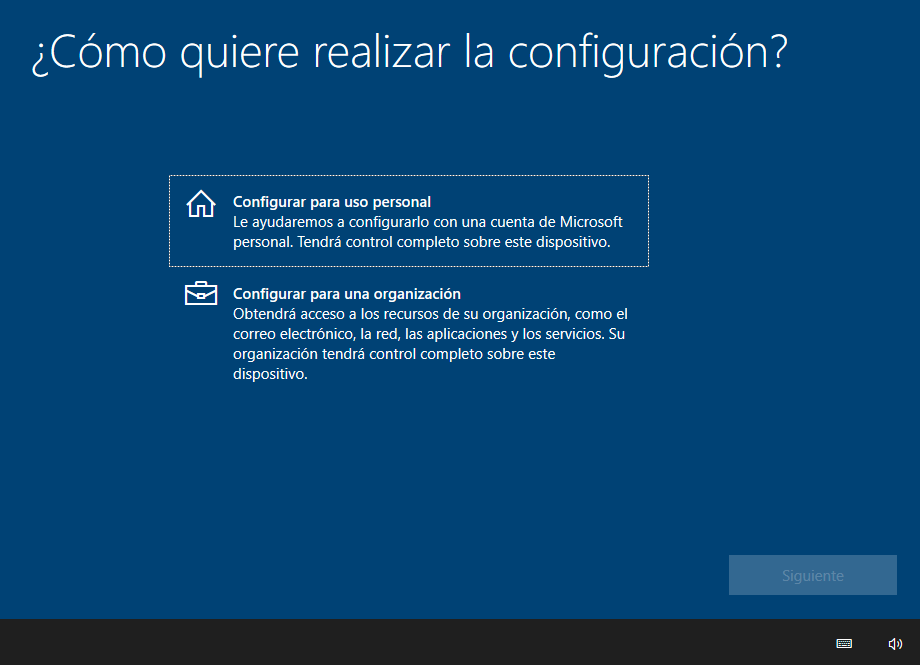 ¿Cómo quiere realizar la configuración?
Configurar para uso personal
Le ayudaremos a configurarlo con una cuenta de Microsoft
personal. Tendrá control completo sobre este dispositivo.
Configurar para una organización
Obtendrá acceso a los recursos de su organización, como el
correo electrónico, la red, las aplicaciones y los servicios. Su
organización tendrá control completo sobre este
dispositivo.
Siguiente